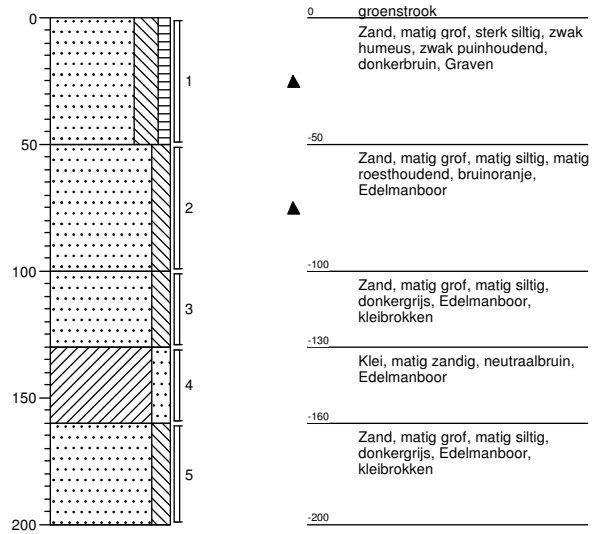 0
groenstrook
0
Zand, matig grof, sterk siltig, zwak
humeus, zwak puinhoudend,
donkerbruin, Graven
1
50
-50
Zand, matig grof, matig siltig, matig
roesthoudend, bruinoranje,
Edelmanboor
2
100
-100
Zand, matig grof, matig siltig,
donkergrijs, Edelmanboor,
kleibrokken
3
-130
Klei, matig zandig, neutraalbruin,
Edelmanboor
4
150
-160
Zand, matig grof, matig siltig,
donkergrijs, Edelmanboor,
kleibrokken
5
200
-200